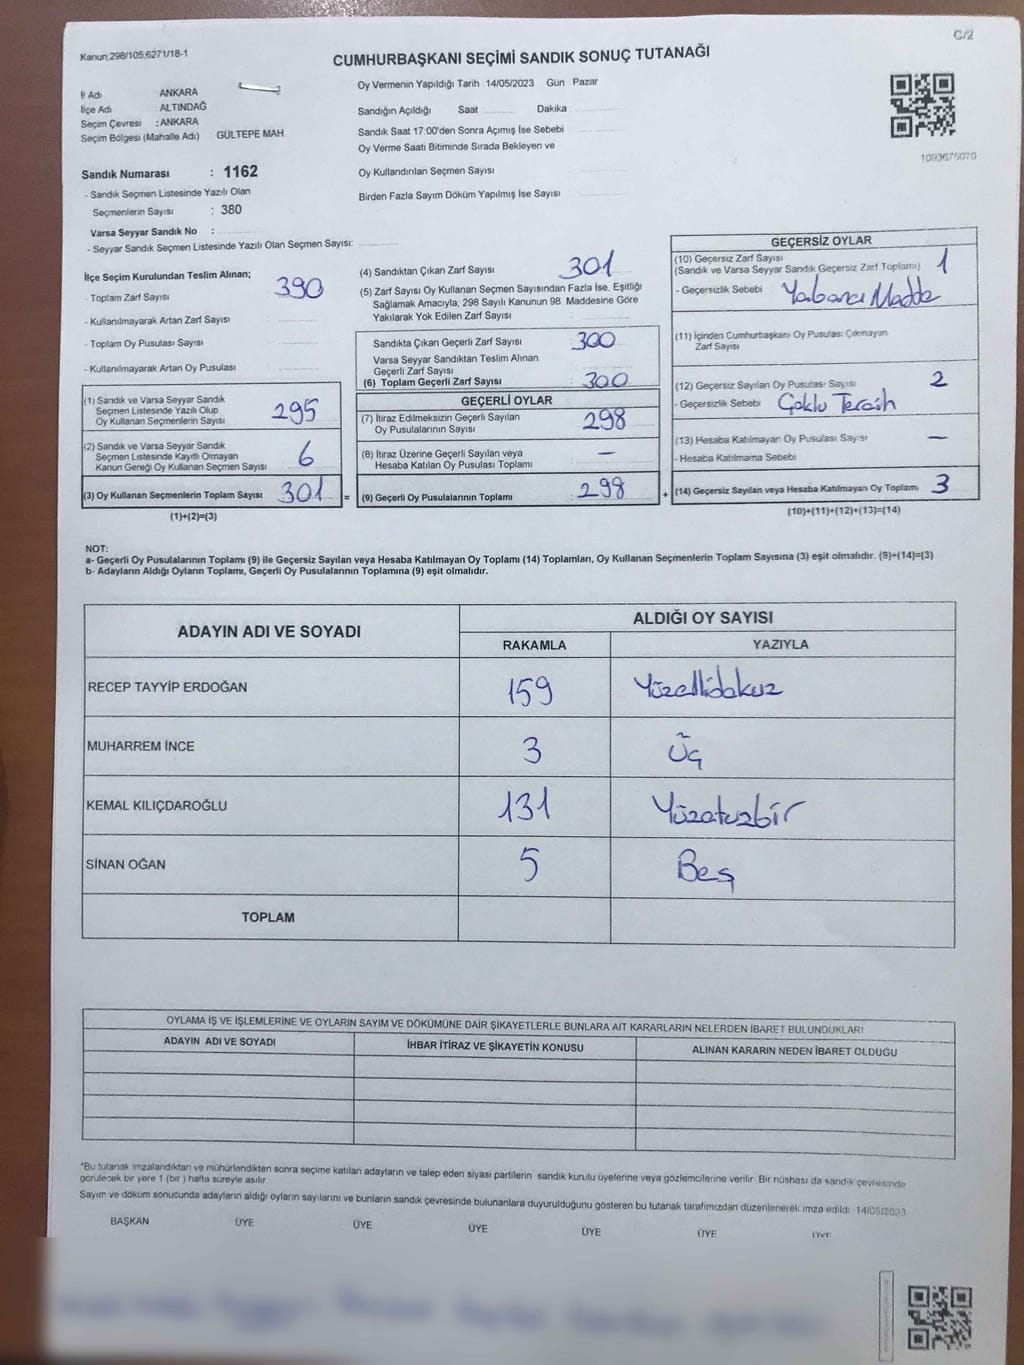 Kanun;298/105;6271/18-1
C/2
CUMHURBAŞKANI SEÇİMİ SANDIK SONUÇ TUTANAĞI
İl Adı ANKARA
İlçe Adı : ALTINDAĞ
Seçim Çevresi : ANKARA
Seçim Bölgesi (Mahalle Adı) GÜLTEPE MAH.
Sandık Numarası : 1162
- Sandık Seçmen Listesinde Yazılı Olan
Seçmenlerin Sayısı : 380
Varsa Seyyar Sandık No :
- Seyyar Sandık Seçmen Listesinde Yazılı Olan Seçmen Sayısı:
Oy Vermenin Yapıldığı Tarih 14/05/2023 Gün Pazar
Sandığın Açıldığı Saat Dakika
Sandık Saat 17:00'den Sonra Açımış İse Sebebi
Oy Verme Saati Bitiminde Sırada Bekleyen ve
Oy Kullandırılan Seçmen Sayısı
Birden Fazla Sayım Döküm Yapılmış İse Sayısı
1093675070
İlçe Seçim Kurulundan Teslim Alınan;
- Toplam Zarf Sayısı 390
- Kullanılmayarak Artan Zarf Sayısı :
- Toplam Oy Pusulası Sayısı :
- Kullanılmayarak Artan Oy Pusulası
(1) Sandık ve Varsa Seyyar Sandık
Seçmen Listesinde Yazılı Olup
Oy Kullanan Seçmenlerin Sayısı 295
(2) Sandık ve Varsa Seyyar Sandık
Seçmen Listesinde Kayıtlı Olmayan
Kanun Gereği Oy Kullanan Seçmen Sayısı 6
(3) Oy Kullanan Seçmenlerin Toplam Sayısı 301 =
(1)+(2)=(3)
(4) Sandıktan Çıkan Zarf Sayısı 301
(5) Zarf Sayısı Oy Kullanan Seçmen Sayısından Fazla İse, Eşitliği
Sağlamak Amacıyla; 298 Sayılı Kanunun 98. Maddesine Göre
Yakılarak Yok Edilen Zarf Sayısı
Sandıkta Çıkan Geçerli Zarf Sayısı : 300
Varsa Seyyar Sandıktan Teslim Alınan
Geçerli Zarf Sayısı
(6) Toplam Geçerli Zarf Sayısı : 300
GEÇERLİ OYLAR
(7) İtiraz Edilmeksizin Geçerli Sayılan
Oy Pusulalarının Sayısı 298
(8) İtiraz Üzerine Geçerli Sayılan veya
Hesaba Katılan Oy Pusulası Toplamı —
(9) Geçerli Oy Pusulalarının Toplamı : 298 +
GEÇERSİZ OYLAR
(10) Geçersiz Zarf Sayısı
(Sandık ve Varsa Seyyar Sandık Geçersiz Zarf Toplamı) 1
- Geçersizlik Sebebi Yabancı Madde
(11) İçinden Cumhurbaşkanı Oy Pusulası Çıkmayan
Zarf Sayısı
(12) Geçersiz Sayılan Oy Pusulası Sayısı 2
- Geçersizlik Sebebi Çoklu Tercih
(13) Hesaba Katılmayan Oy Pusulası Sayısı —
- Hesaba Katılmama Sebebi
(14) Geçersiz Sayılan veya Hesaba Katılmayan Oy Toplamı 3
(10)+(11)+(12)+(13)=(14)
NOT:
a- Geçerli Oy Pusulalarının Toplamı (9) ile Geçersiz Sayılan veya Hesaba Katılmayan Oy Toplamı (14) Toplamları, Oy Kullanan Seçmenlerin Toplam Sayısına (3) eşit olmalıdır. (9)+(14)=(3)
b- Adayların Aldığı Oyların Toplamı, Geçerli Oy Pusulalarının Toplamına (9) eşit olmalıdır.
ADAYIN ADI VE SOYADI ALDIĞI OY SAYISI
RAKAMLA YAZIYLA
RECEP TAYYİP ERDOĞAN 159 Yüzellidokuz
MUHARREM İNCE 3 Üç
KEMAL KILIÇDAROĞLU 131 Yüzotuzbir
SİNAN OĞAN 5 Beş
TOPLAM
OYLAMA İŞ VE İŞLEMLERİNE VE OYLARIN SAYIM VE DÖKÜMÜNE DAİR ŞİKAYETLERLE BUNLARA AİT KARARLARIN NELERDEN İBARET BULUNDUKLARI
ADAYIN ADI VE SOYADI İHBAR İTİRAZ VE ŞİKAYETİN KONUSU ALINAN KARARIN NEDEN İBARET OLDUĞU
*Bu tutanak imzalandıktan ve mühürlendikten sonra seçime katılan adayların ve talep eden siyasi partilerin sandık kurulu üyelerine veya gözlemcilerine verilir. Bir nüshası da sandık çevresinde
görülecek bir yere 1 (bir ) hafta süreyle asılır.
Sayım ve döküm sonucunda adayların aldığı oyların sayılarını ve bunların sandık çevresinde bulunanlara duyurulduğunu gösteren bu tutanak tarafımızdan düzenlenerek imza edildi: 14/05/2023
BAŞKAN ÜYE ÜYE ÜYE ÜYE ÜYE ÜYE